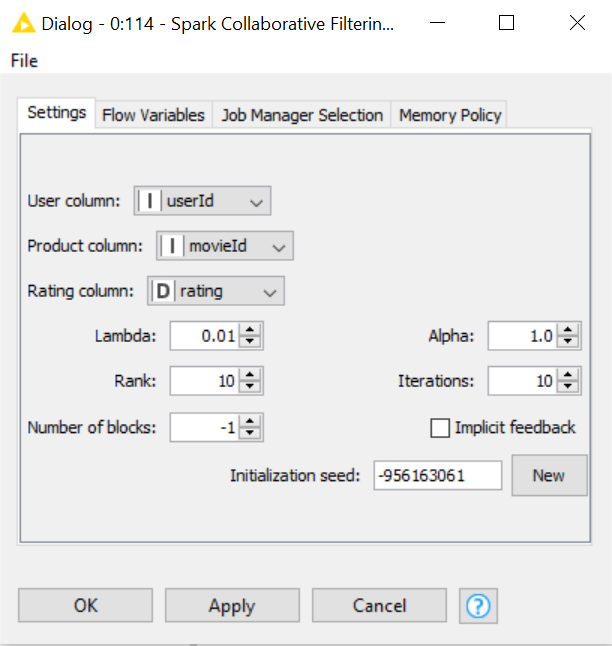 Dialog - 0:114 - Spark Collaborative Filterin...
File
Settings Flow Variables Job Manager Selection Memory Policy
User column: I userId
Product column: I movieId
Rating column: D rating
Lambda: 0.01 Alpha: 1.0
Rank: 10 Iterations: 10
Number of blocks: -1 Implicit feedback
Initialization seed: -956163061 New
OK Apply Cancel ?